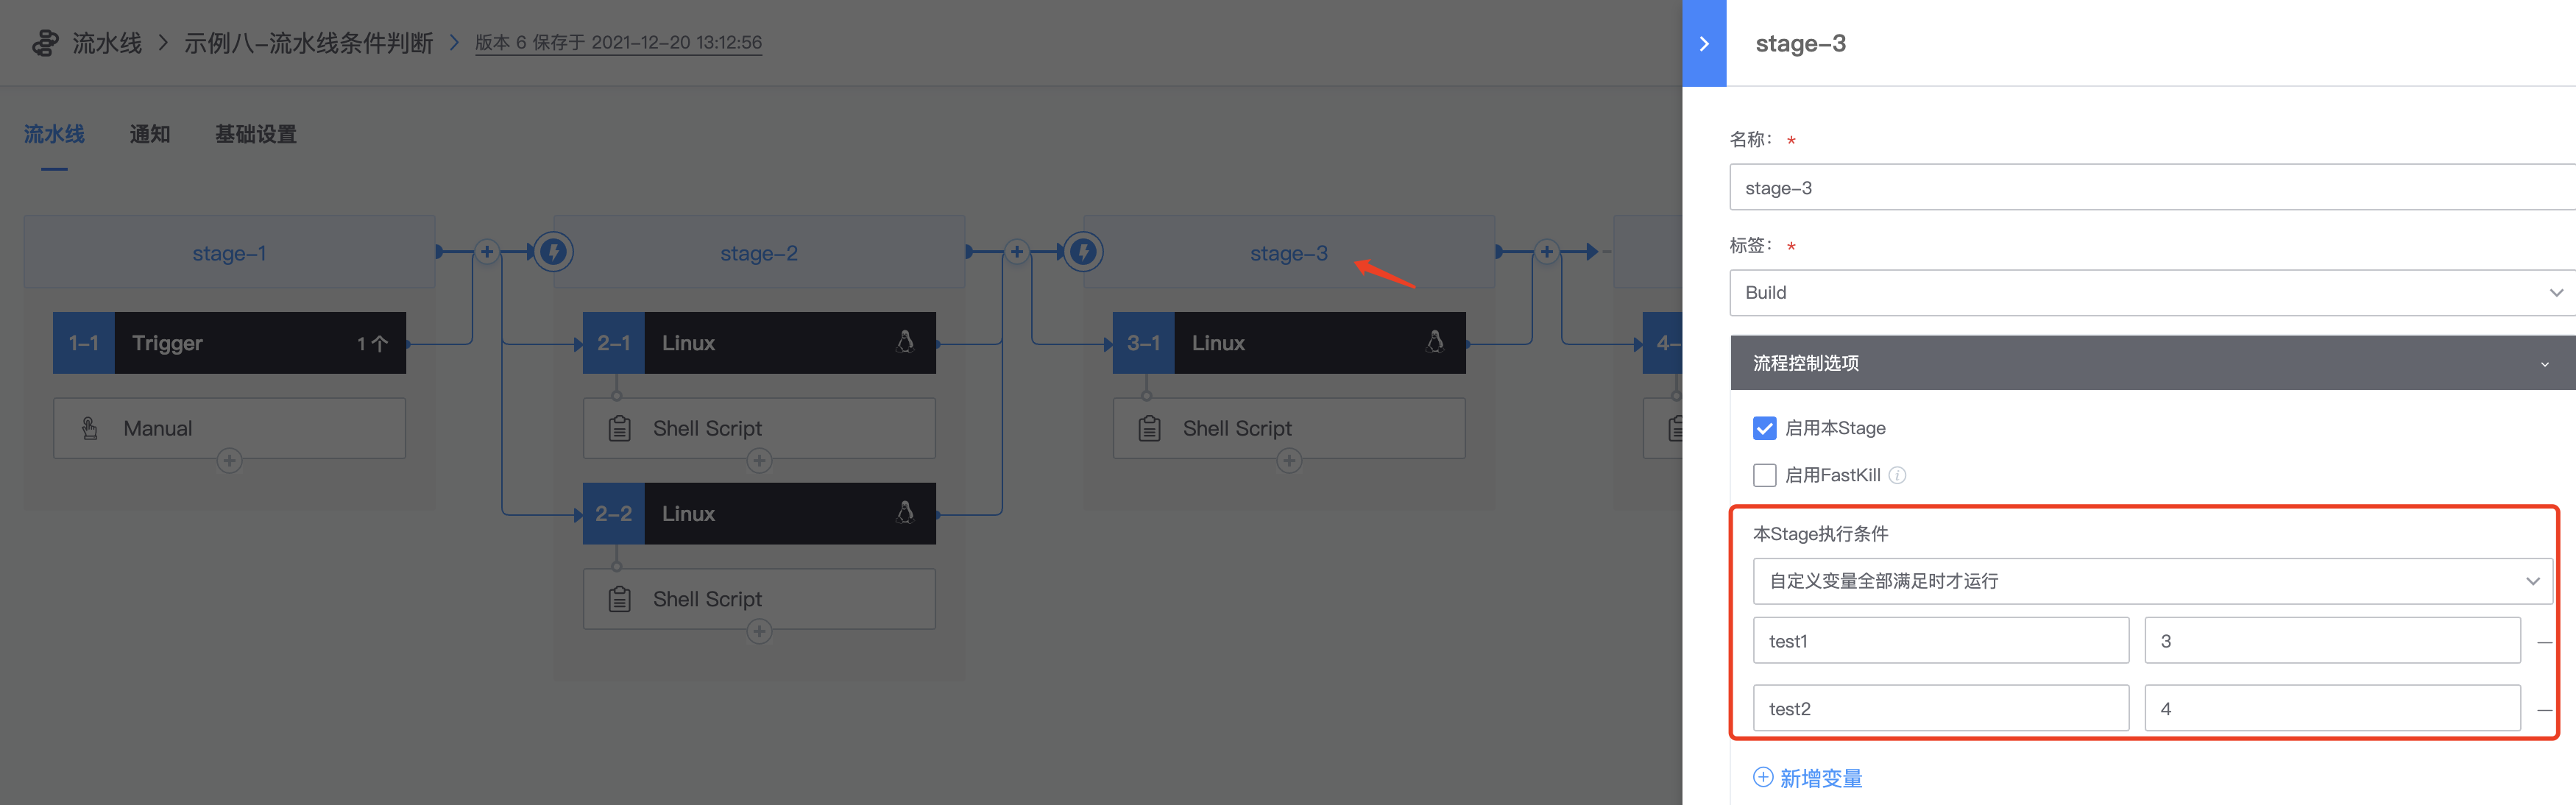 流水线 > 示例八-流水线条件判断 > 版本 6 保存于 2021-12-20 13:12:56
流水线 通知 基础设置
stage-1
1-1 Trigger 1个
Manual
stage-2
2-1 Linux
Shell Script
2-2 Linux
Shell Script
stage-3
3-1 Linux
Shell Script
4-
stage-3
名称: *
stage-3
标签: *
Build
流程控制选项
启用本Stage
启用FastKill
本Stage执行条件
自定义变量全部满足时才运行
test1 3
test2 4
新增变量